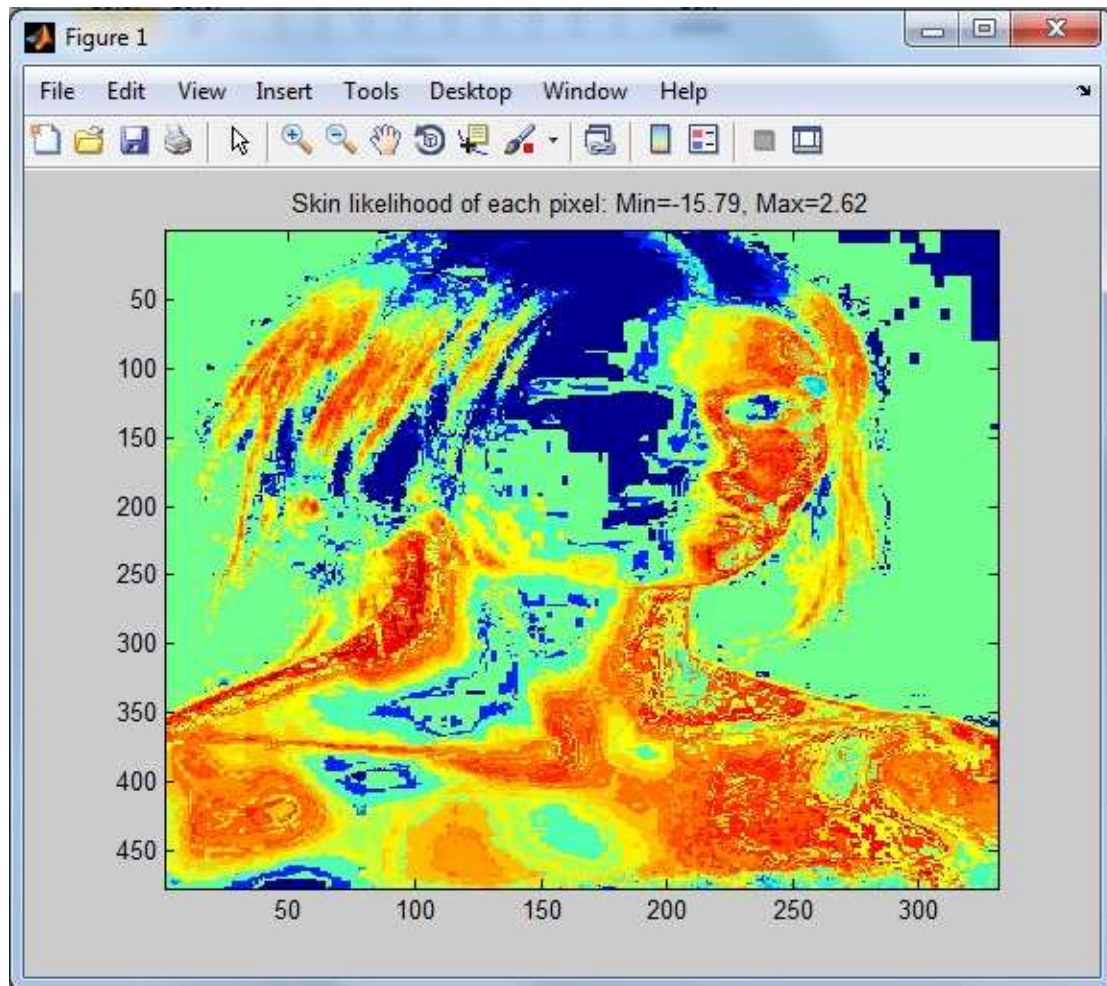 Figure 1
File Edit View Insert Tools Desktop Window Help
Skin likelihood of each pixel: Min=-15.79, Max=2.62
50
100
150
200
250
300
350
400
450
50 100 150 200 250 300